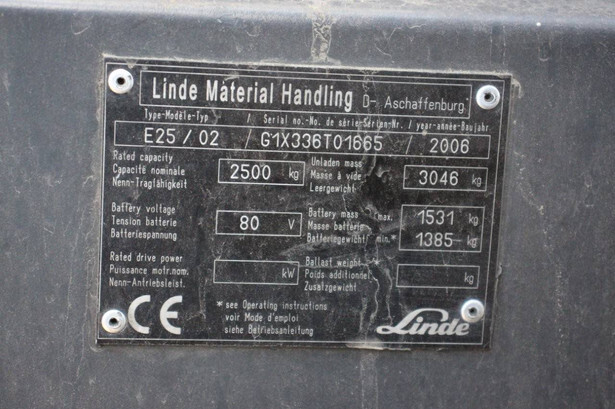 Linde Material Handling D- Aschaffenburg
Type-Modèle-Typ / Serial no.-No. de série-Serien-Nr. / year-année-Baujahr
E25 / 02 / G1X336T01665 / 2006
Rated capacity
Capacité nominale
Nenn-Tragfähigkeit
2500 kg
Unladen mass
Masse à vide
Leergewicht
3046 kg
Battery voltage
Tension batterie
Batteriespannung
80 V
Battery mass max.
Masse batterie
Batteriegewicht min.*
1531 kg
1385 kg
Rated drive power
Puissance motr.nom.
Nenn-Antriebsleist.
kW
Ballast weight *
Poids additionnel
Zusatzgewicht
kg
CE
* see Operating instructions
voir Mode d'emploi
siehe Betriebsanleitung
Linde